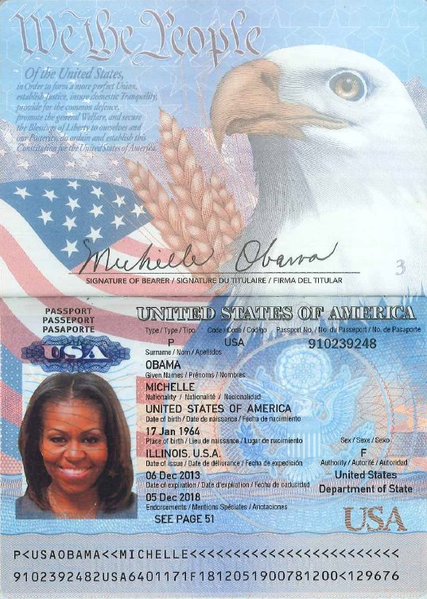 We the People
Of the United States,
in Order to form a more perfect Union,
establish Justice, insure domestic Tranquility,
provide for the common defence,
promote the general Welfare, and secure
the Blessings of Liberty to ourselves and
our Posterity, do ordain and establish this
Constitution for the United States of America.
Michelle Obama
SIGNATURE OF BEARER / SIGNATURE DU TITULAIRE / FIRMA DEL TITULAR
3
PASSPORT
PASSEPORT
PASAPORTE
UNITED STATES OF AMERICA
Type / Type / Tipo Code / Code / Código Passport No. / No. de Passeport / No. de Pasaporte
P USA 910239248
USA
Surname / Nom / Apellidos
OBAMA
Given Names / Prénoms / Nombres
MICHELLE
Nationality / Nationalité / Nacionalidad
UNITED STATES OF AMERICA
Date of birth / Date de naissance / Fecha de nacimiento
17 Jan 1964
Place of birth / Lieu de naissance / Lugar de nacimiento Sex / Sexe / Sexo
ILLINOIS, U.S.A. F
Date of issue / Date de délivrance / Fecha de expedición Authority / Autorité / Autoridad
06 Dec 2013 United States
Date of expiration / Date d'expiration / Fecha de caducidad Department of State
05 Dec 2018
Endorsements / Mentions Spéciales / Anotaciones
SEE PAGE 51
USA
P<USAOBAMA<<MICHELLE<<<<<<<<<<<<<<<<<<<<<<<<
9102392482USA6401171F1812051900781200<129676